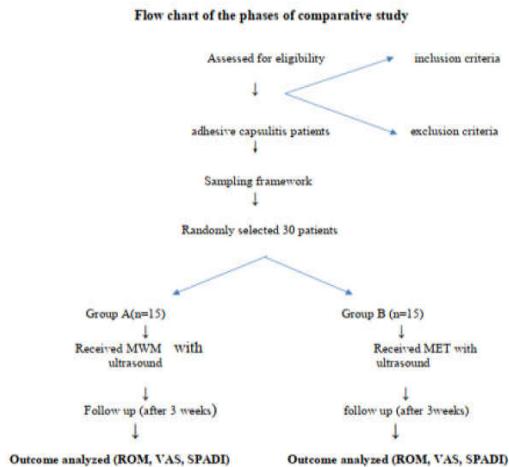 Flow chart of the phases of comparative study
Assessed for eligibility
inclusion criteria
adhesive capsulitis patients
exclusion criteria
Sampling framework
Randomly selected 30 patients
Group A(n=15)
Group B (n=15)
Received MWM with
ultrasound
Received MET with
ultrasound
Follow up (after 3 weeks)
follow up (after 3weeks)
Outcome analyzed (ROM, VAS, SPADI)
Outcome analyzed (ROM, VAS, SPADI)